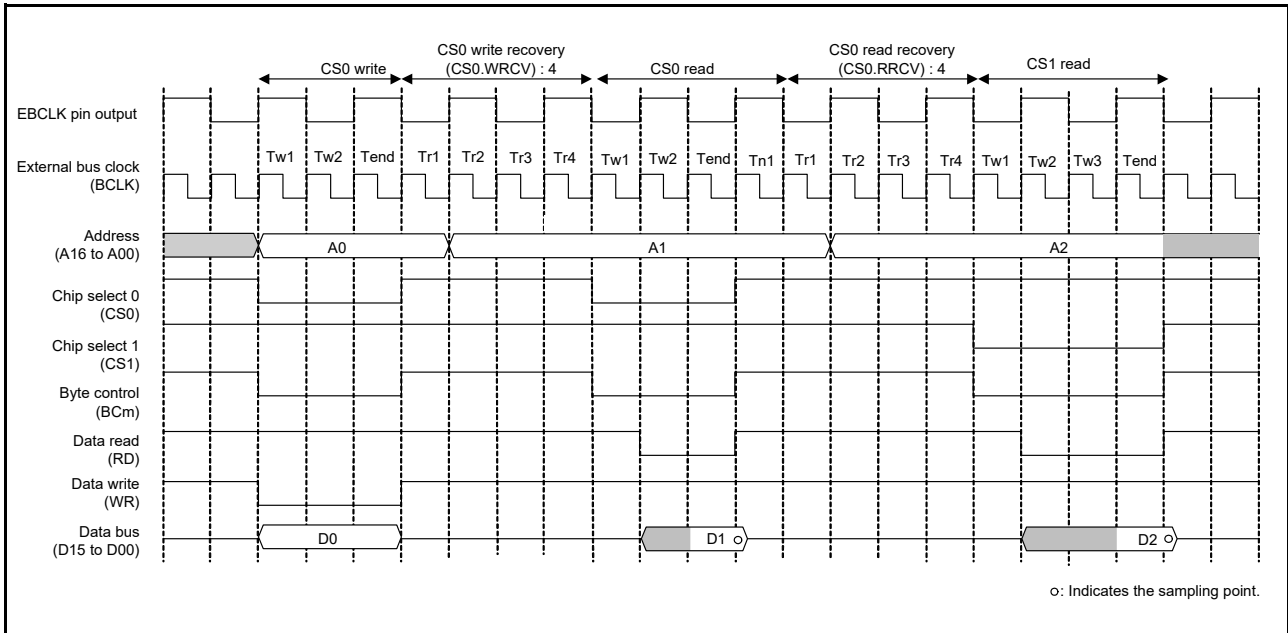 CS0 write
CS0 write recovery
(CS0.WRCV) : 4
CS0 read
CS0 read recovery
(CS0.RRCV) : 4
CS1 read
EBCLK pin output
External bus clock
(BCLK)
Tw1 Tw2 Tend Tr1 Tr2 Tr3 Tr4 Tw1 Tw2 Tend Tn1 Tr1 Tr2 Tr3 Tr4 Tw1 Tw2 Tw3 Tend
Address
(A16 to A00)
A0 A1 A2
Chip select 0
(CS0)
Chip select 1
(CS1)
Byte control
(BCm)
Data read
(RD)
Data write
(WR)
Data bus
(D15 to D00)
D0 D1 D2
o: Indicates the sampling point.